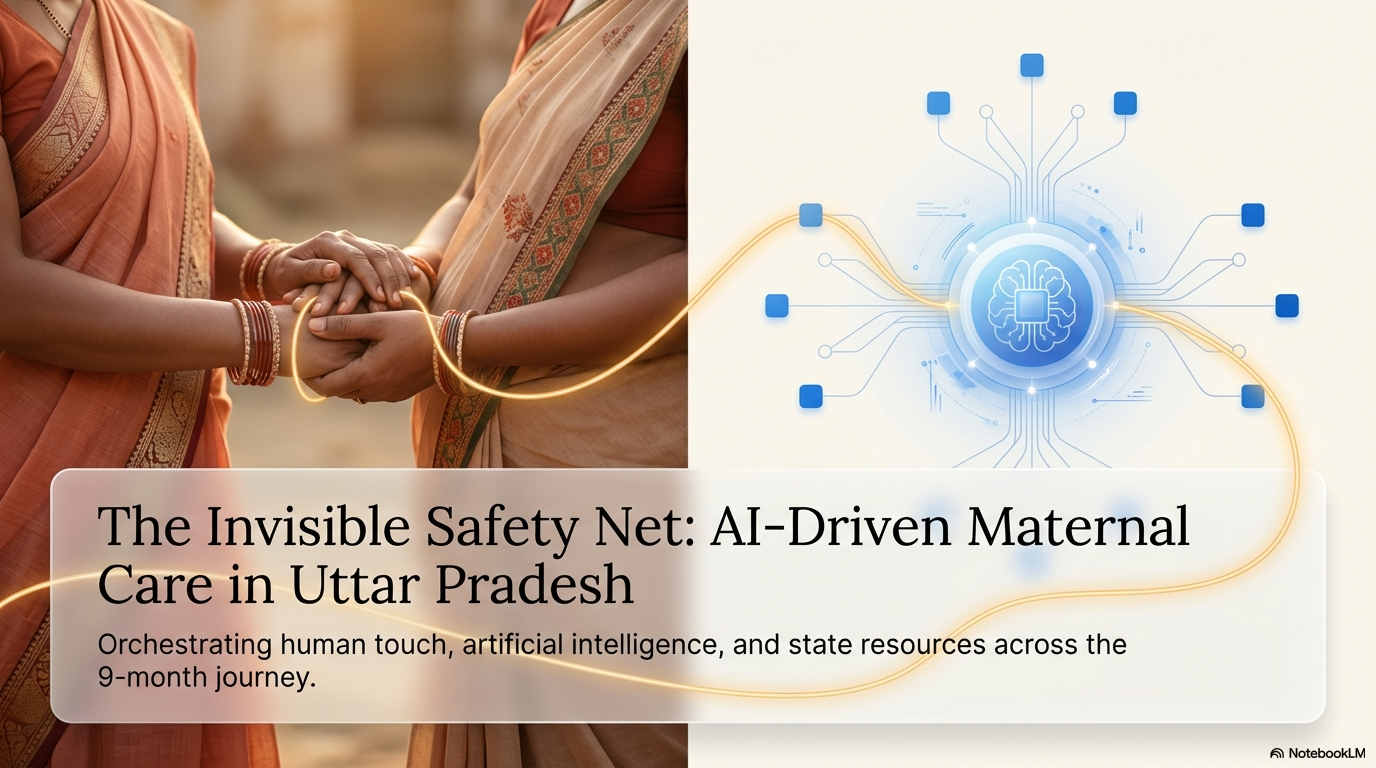 The Invisible Safety Net: AI-Driven Maternal
Care in Uttar Pradesh
Orchestrating human touch, artificial intelligence, and state resources across the
9-month journey.
NotebookLM